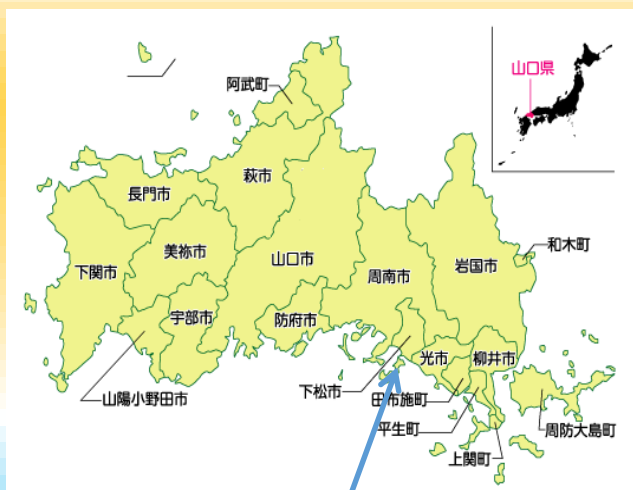 山口県
阿武町
萩市
長門市
和木町
美祢市
山口市
岩国市
下関市
周南市
宇部市
防府市
光市
柳井市
下松市
山陽小野田市
田布施町
平生町
周防大島町
上関町